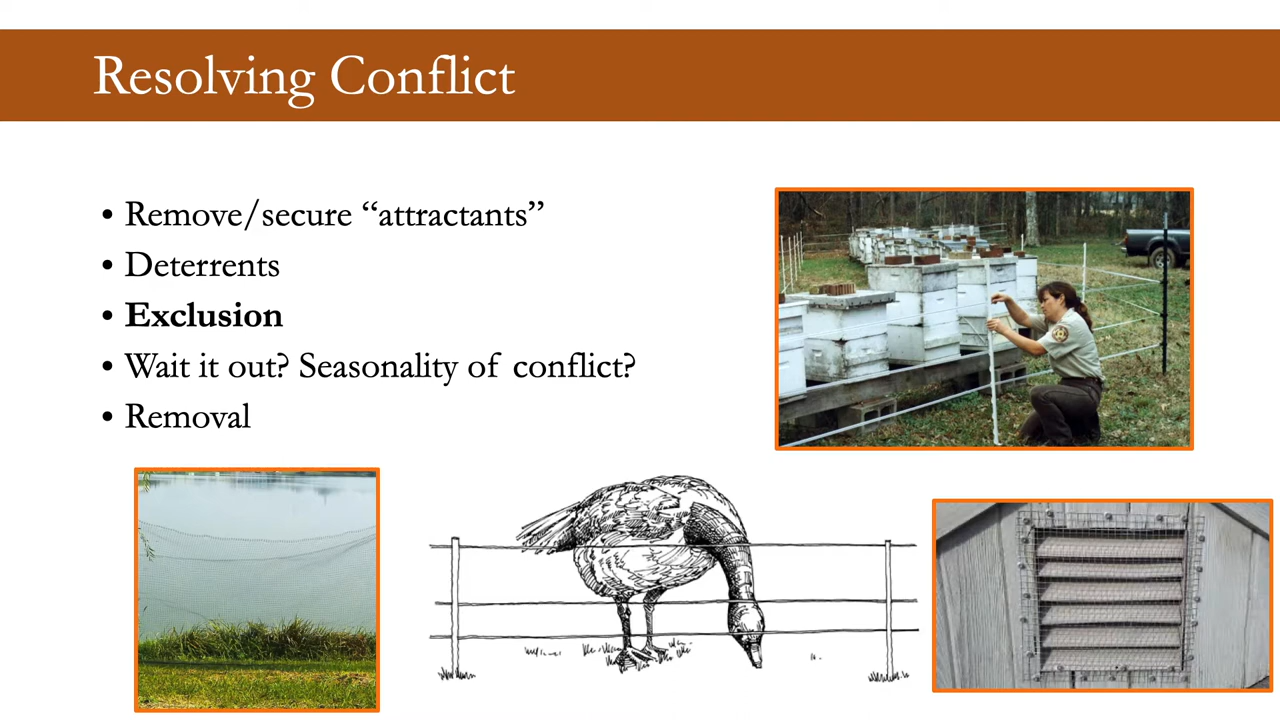 Resolving Conflict
• Remove/secure “attractants”
• Deterrents
• Exclusion
• Wait it out? Seasonality of conflict?
• Removal